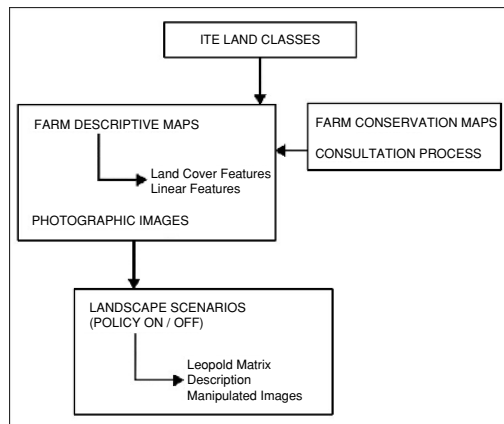 ITE LAND CLASSES
FARM DESCRIPTIVE MAPS
Land Cover Features
Linear Features
PHOTOGRAPHIC IMAGES
FARM CONSERVATION MAPS
CONSULTATION PROCESS
LANDSCAPE SCENARIOS
(POLICY ON / OFF)
Leopold Matrix
Description
Manipulated Images